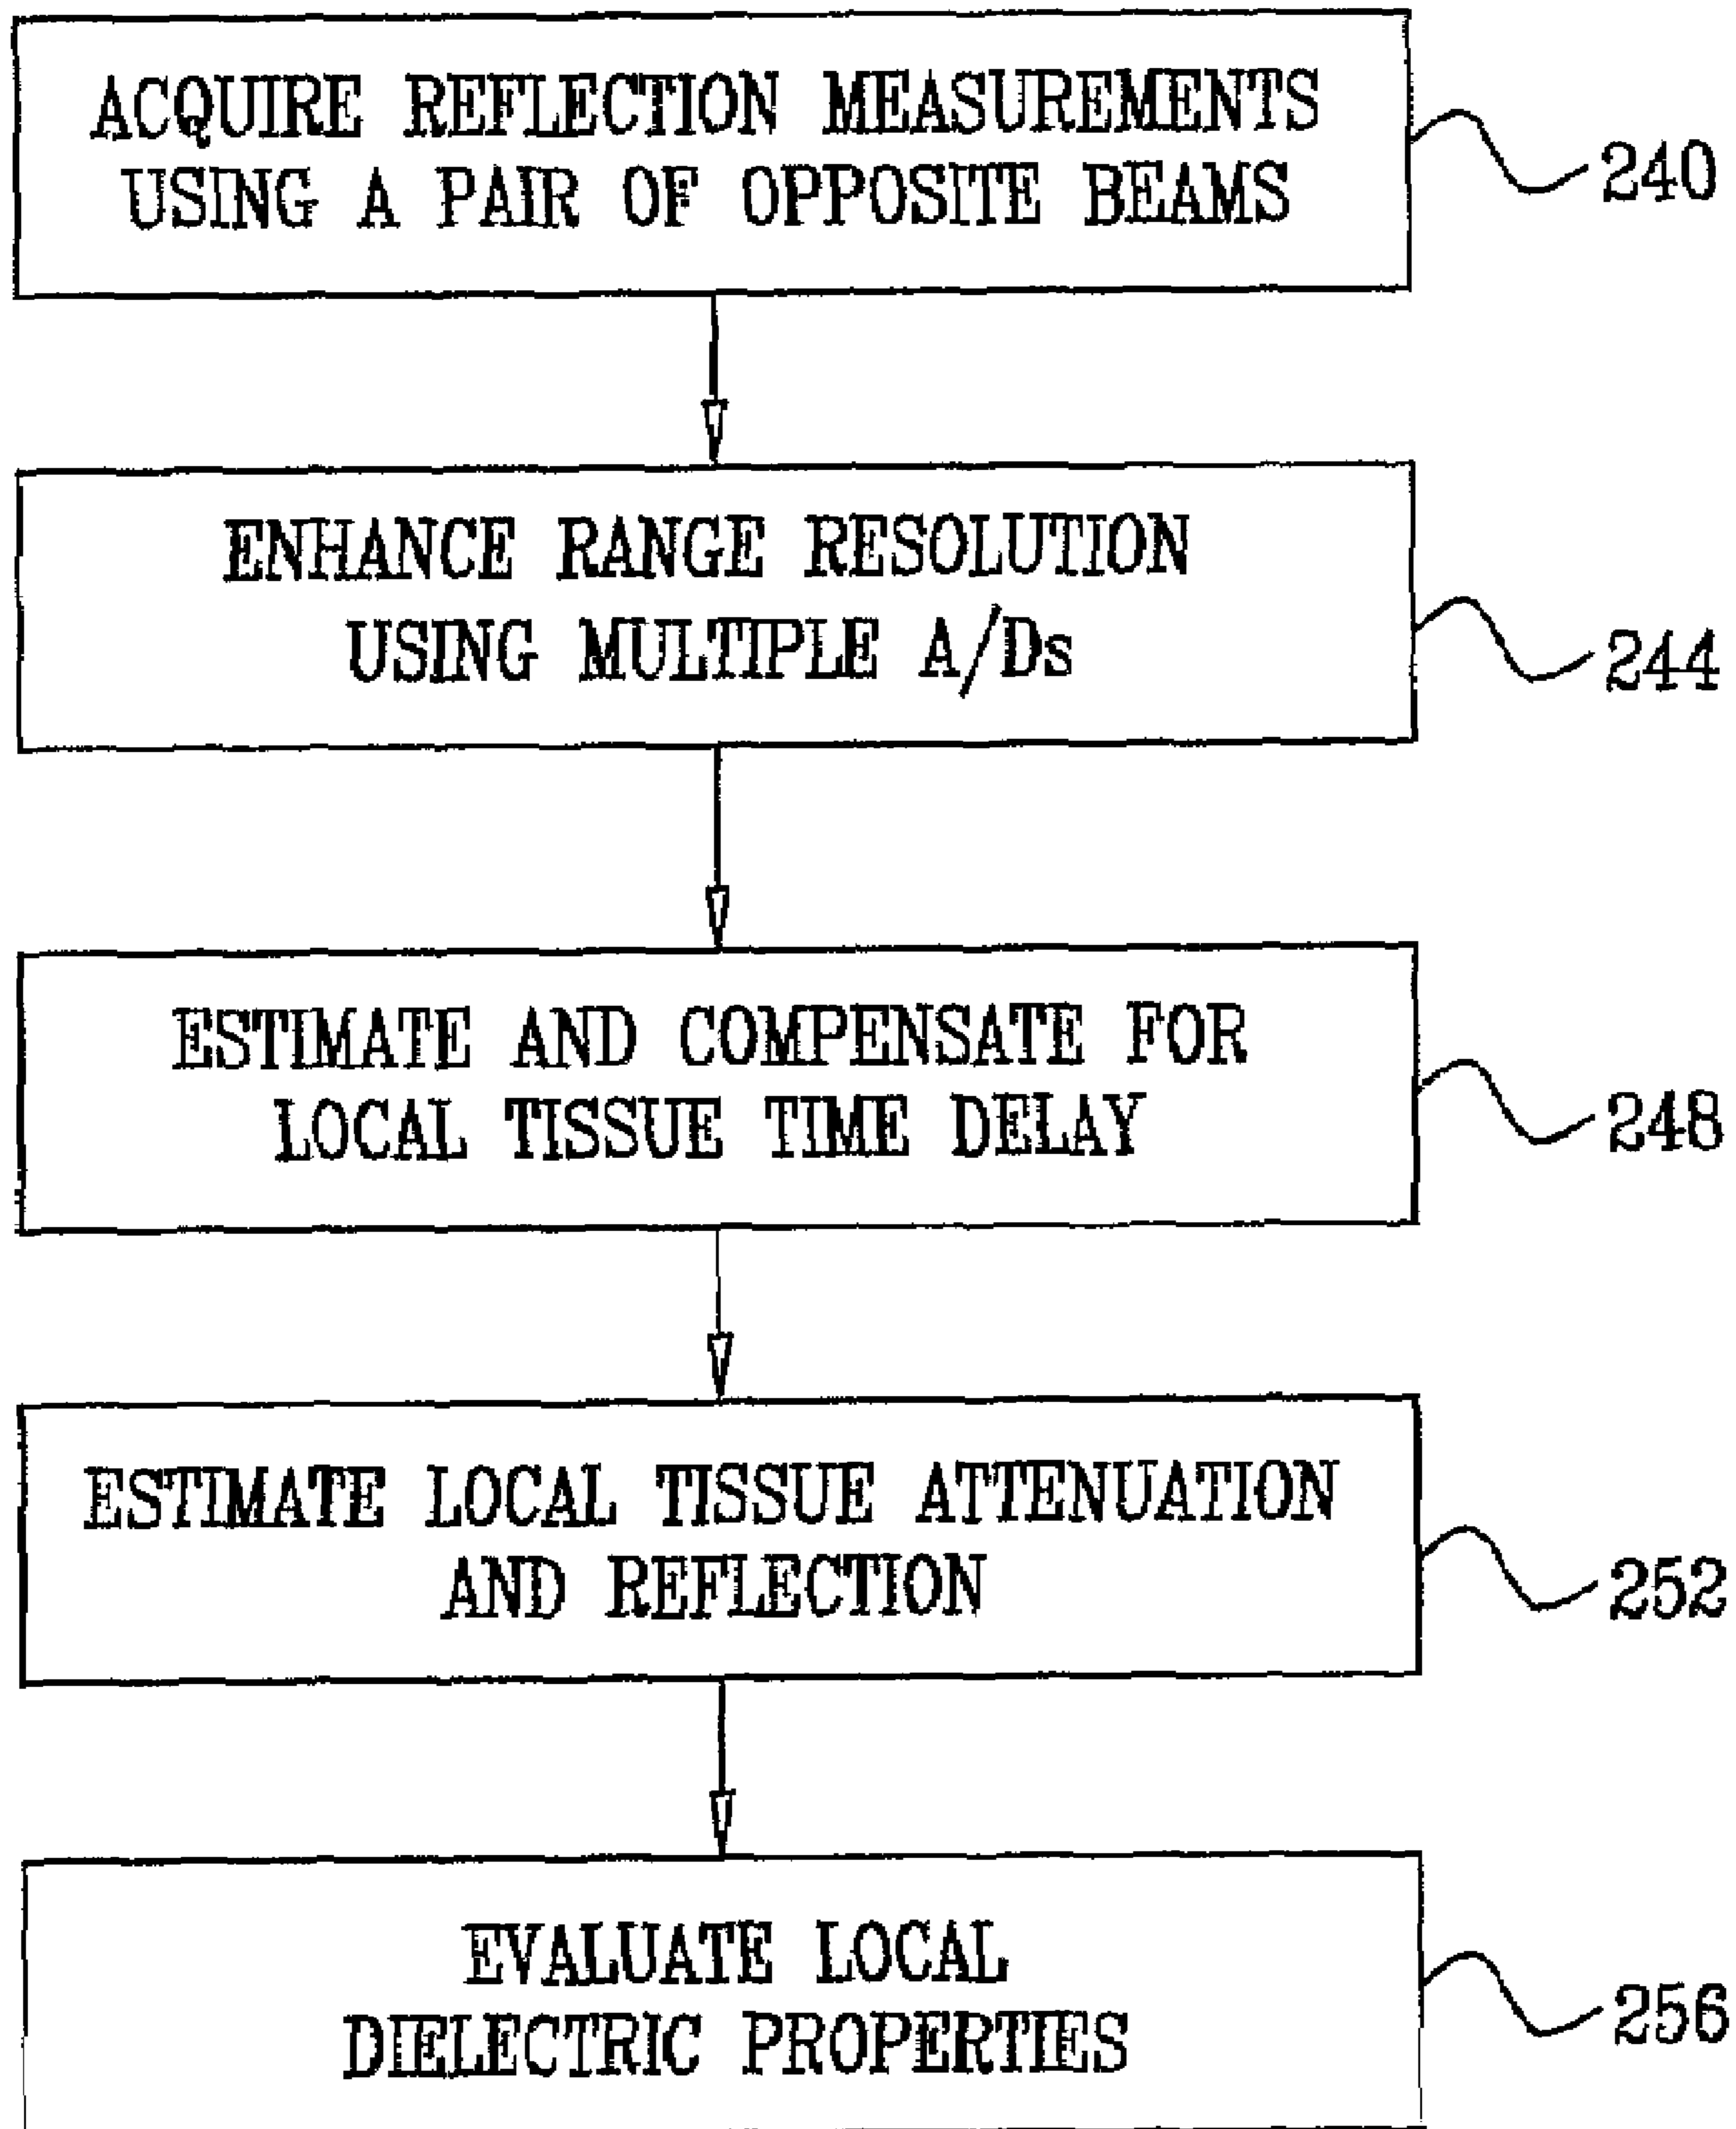 ACQUIRE REFLECTION MEASUREMENTS
USING A PAIR OF OPPOSITE BEAMS
240
ENHANCE RANGE RESOLUTION
USING MULTIPLE A/Ds
244
ESTIMATE AND COMPENSATE FOR
LOCAL TISSUE TIME DELAY
248
ESTIMATE LOCAL TISSUE ATTENUATION
AND REFLECTION
252
EVALUATE LOCAL
DIELECTRIC PROPERTIES
256